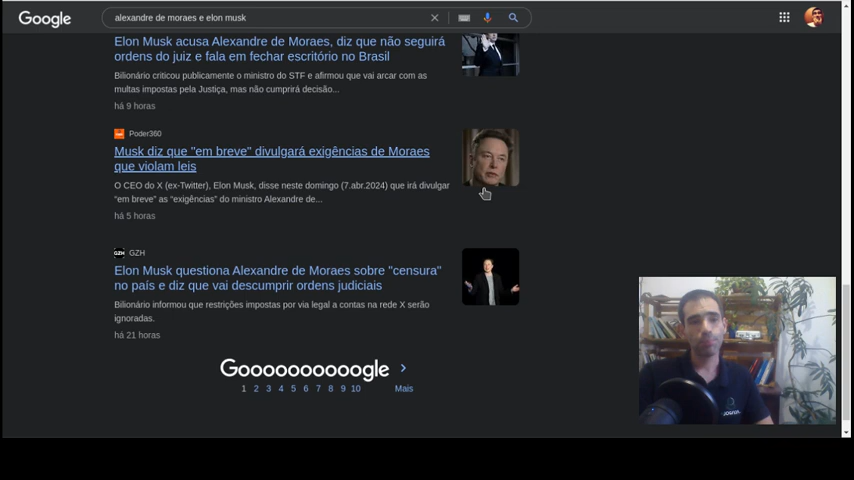 Google
alexandre de moraes e elon musk
Elon Musk acusa Alexandre de Moraes, diz que não seguirá
ordens do juiz e fala em fechar escritório no Brasil
Bilionário criticou publicamente o ministro do STF e afirmou que vai arcar com as
multas impostas pela Justiça, mas não cumprirá decisão...
há 9 horas
Poder360
Musk diz que "em breve" divulgará exigências de Moraes
que violam leis
O CEO do X (ex-Twitter), Elon Musk, disse neste domingo (7.abr.2024) que irá divulgar
"em breve" as "exigências" do ministro Alexandre de...
há 5 horas
GZH
GZH
Elon Musk questiona Alexandre de Moraes sobre "censura"
no país e diz que vai descumprir ordens judiciais
Bilionário informou que restrições impostas por via legal a contas na rede X serão
ignoradas.
há 21 horas
Goooooooooogle
1 2 3 4 5 6 7 8 9 10 Mais